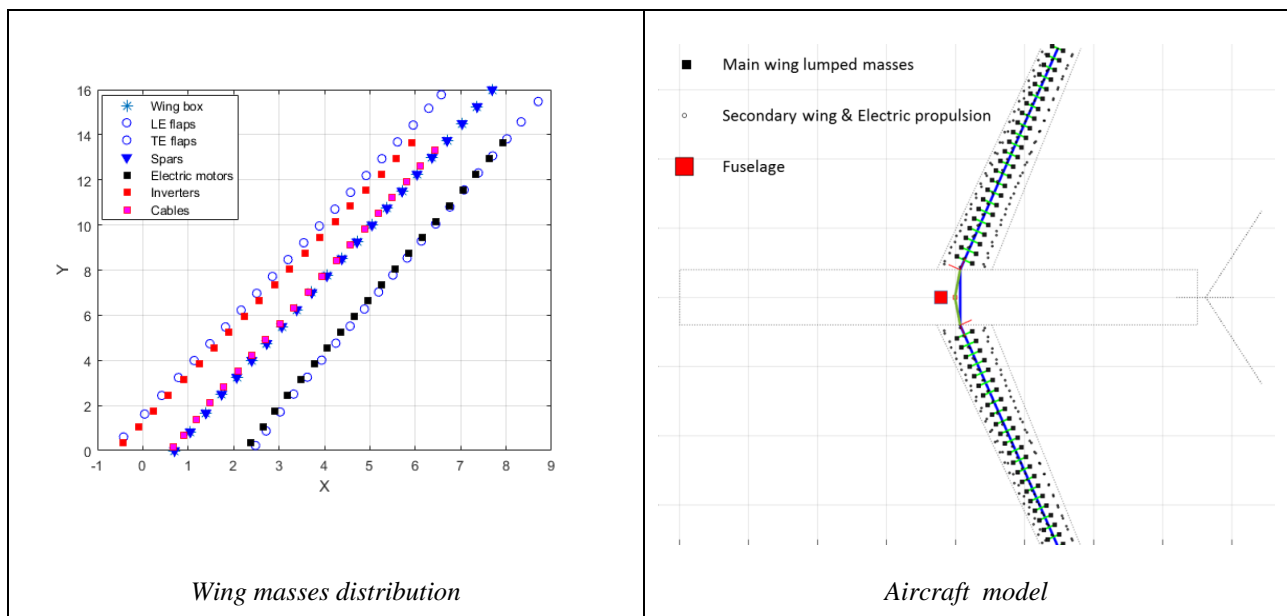 16
14
12
10
8
6
4
2
0
Y
Wing box
LE flaps
TE flaps
Spars
Electric motors
Inverters
Cables
-1 0 1 2 3 4 5 6 7 8 9
X
Wing masses distribution
Main wing lumped masses
Secondary wing & Electric propulsion
Fuselage
Aircraft model